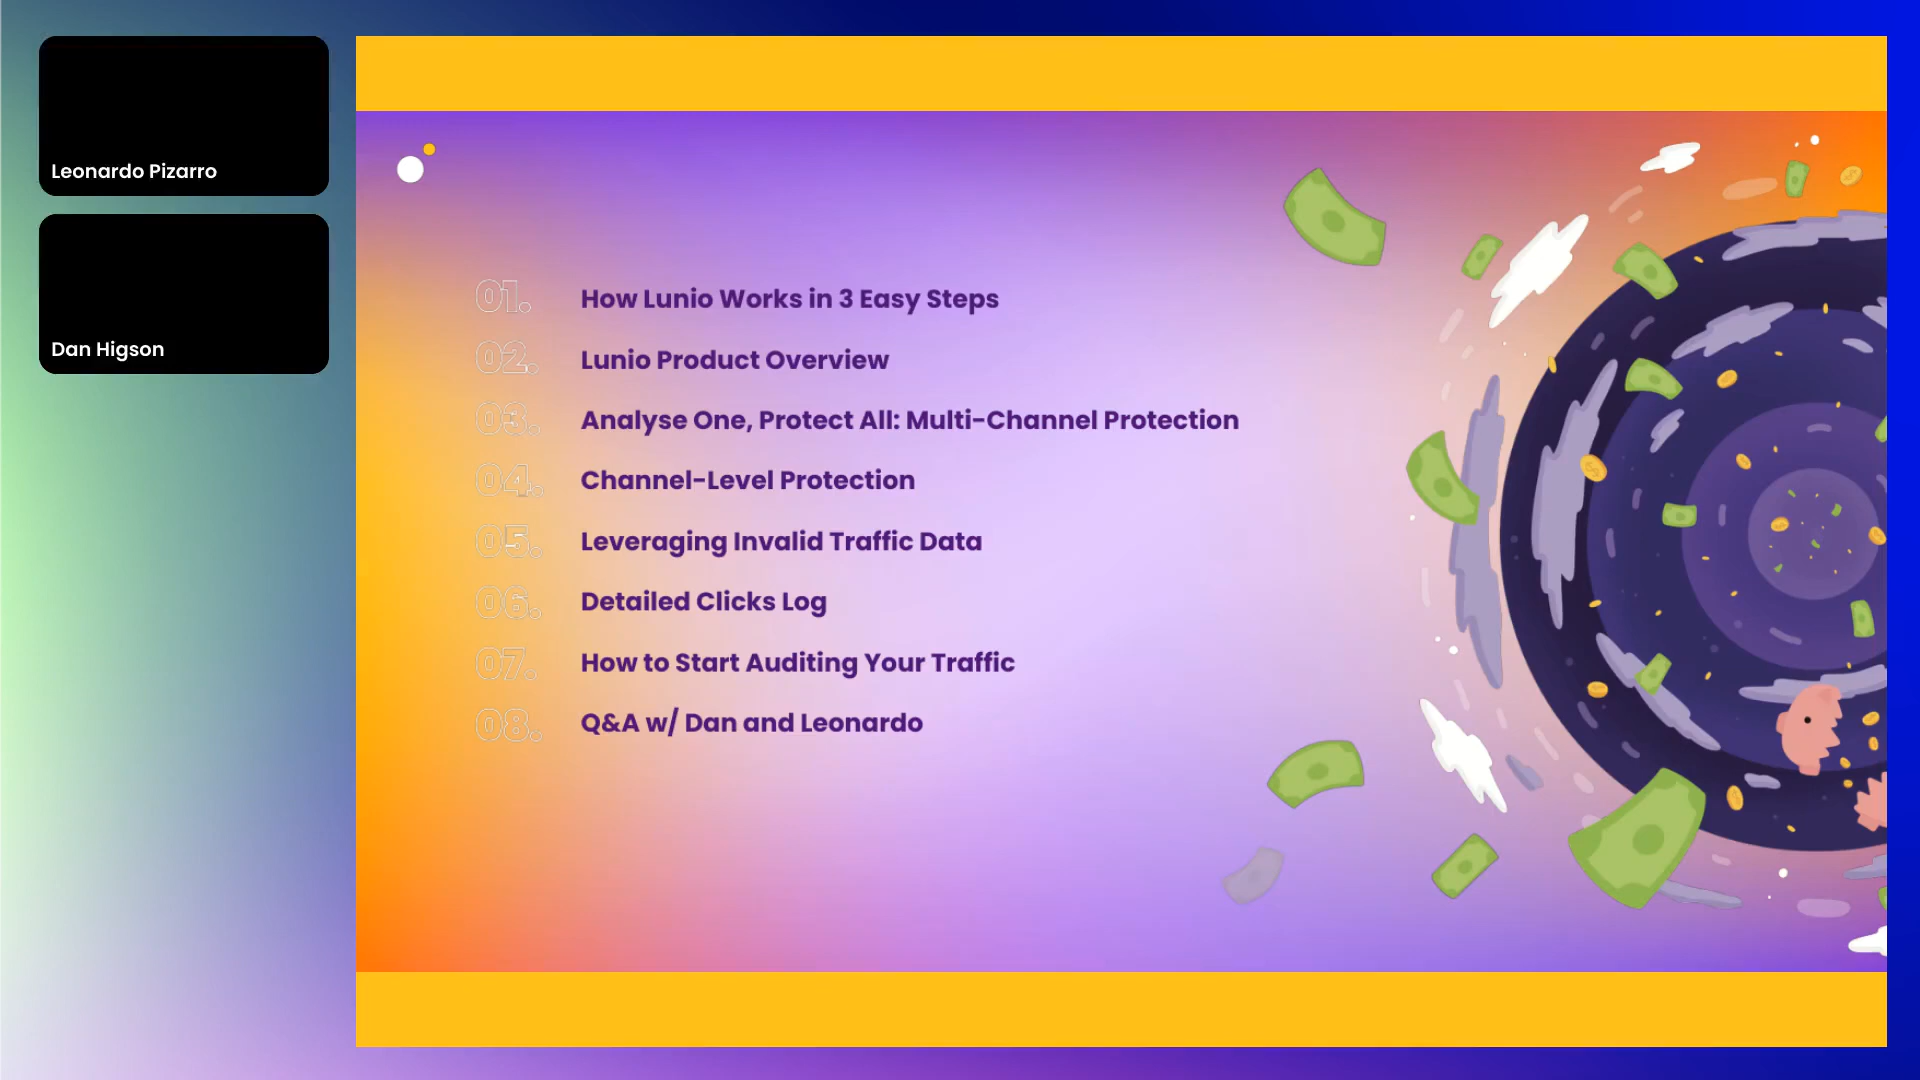 Leonardo Pizarro
Dan Higson
01. How Lunio Works in 3 Easy Steps
02. Lunio Product Overview
03. Analyse One, Protect All: Multi-Channel Protection
04. Channel-Level Protection
05. Leveraging Invalid Traffic Data
06. Detailed Clicks Log
07. How to Start Auditing Your Traffic
08. Q&A w/ Dan and Leonardo